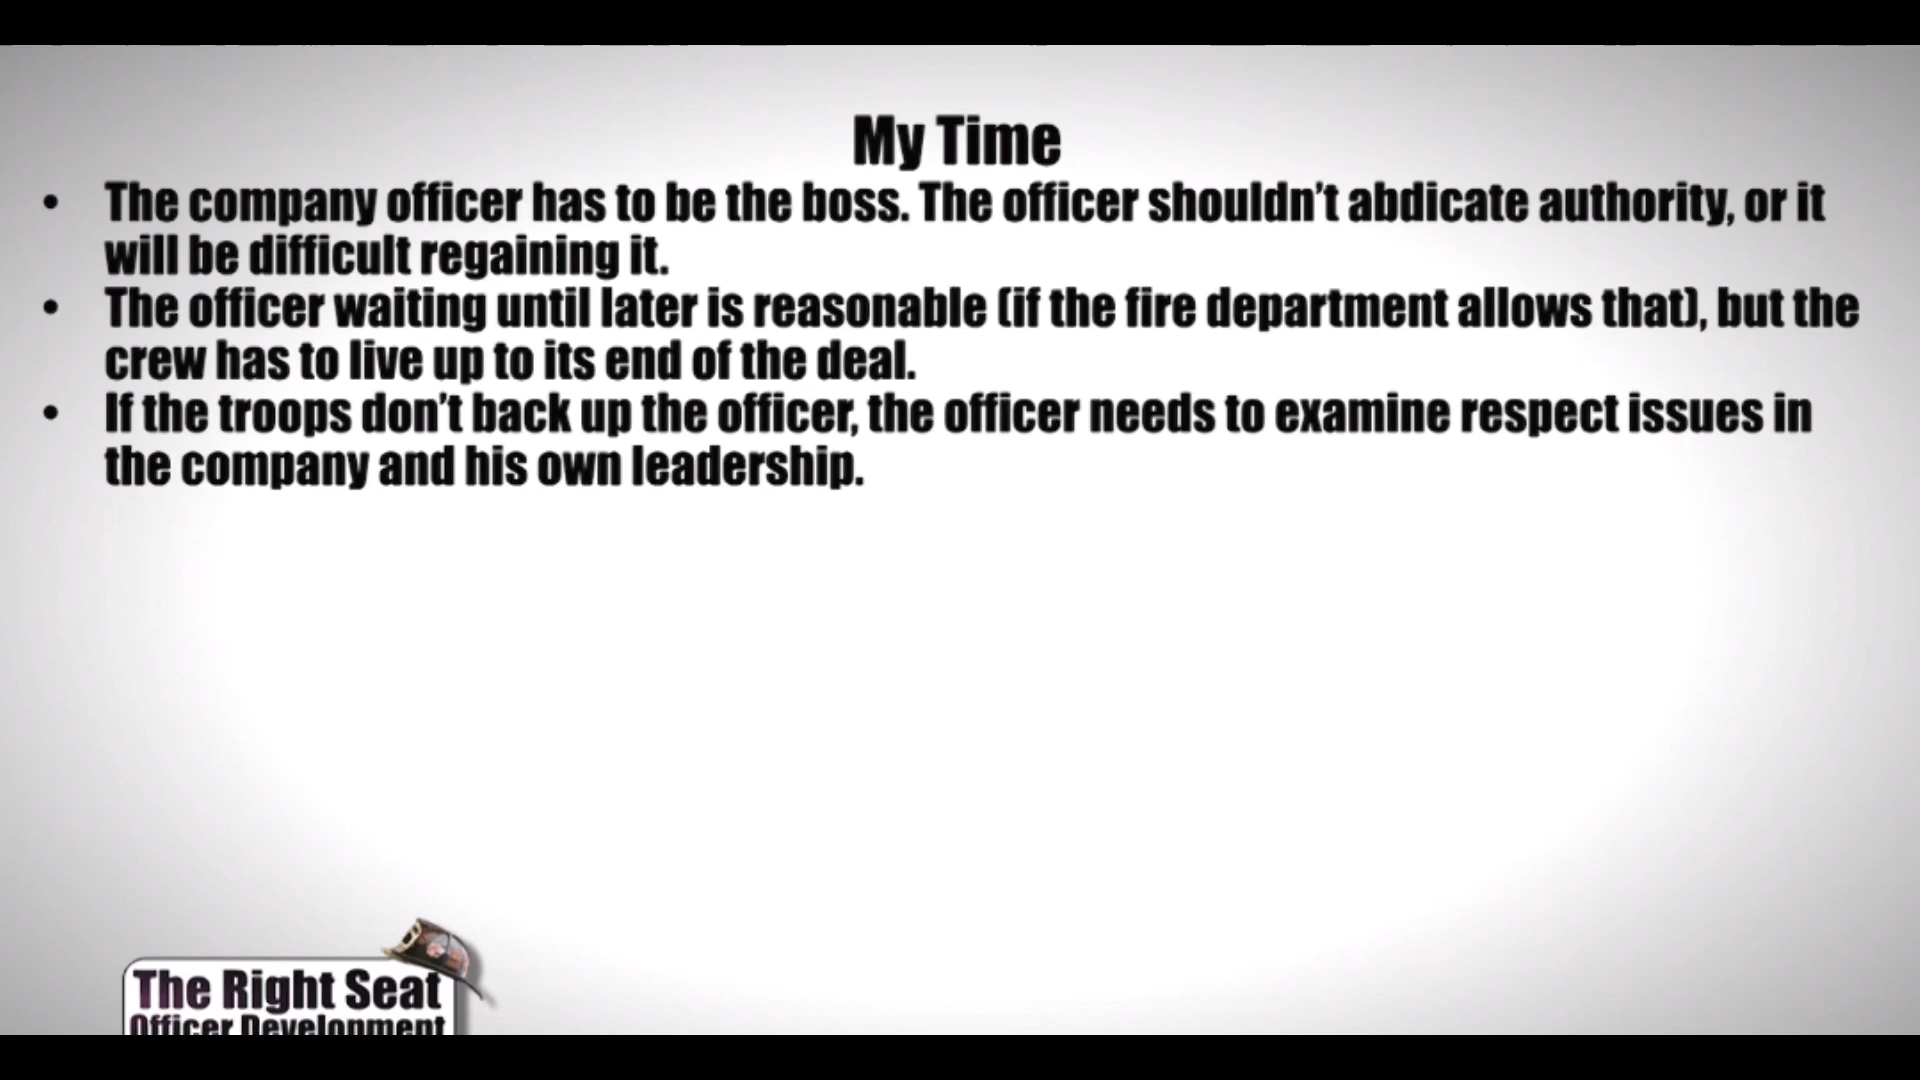 My Time
• The company officer has to be the boss. The officer shouldn't abdicate authority, or it
will be difficult regaining it.
• The officer waiting until later is reasonable (if the fire department allows that), but the
crew has to live up to its end of the deal.
• If the troops don't back up the officer, the officer needs to examine respect issues in
the company and his own leadership.
The Right Seat
Officer Development